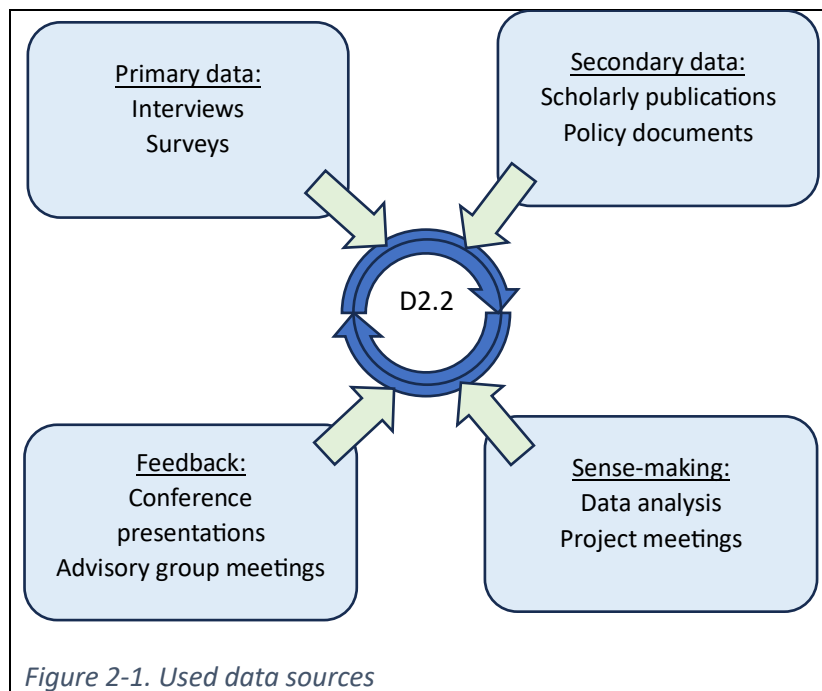 Primary data:
Interviews
Surveys
Secondary data:
Scholarly publications
Policy documents
D2.2
Feedback:
Conference
presentations
Advisory group meetings
Sense-making:
Data analysis
Project meetings
Figure 2-1. Used data sources